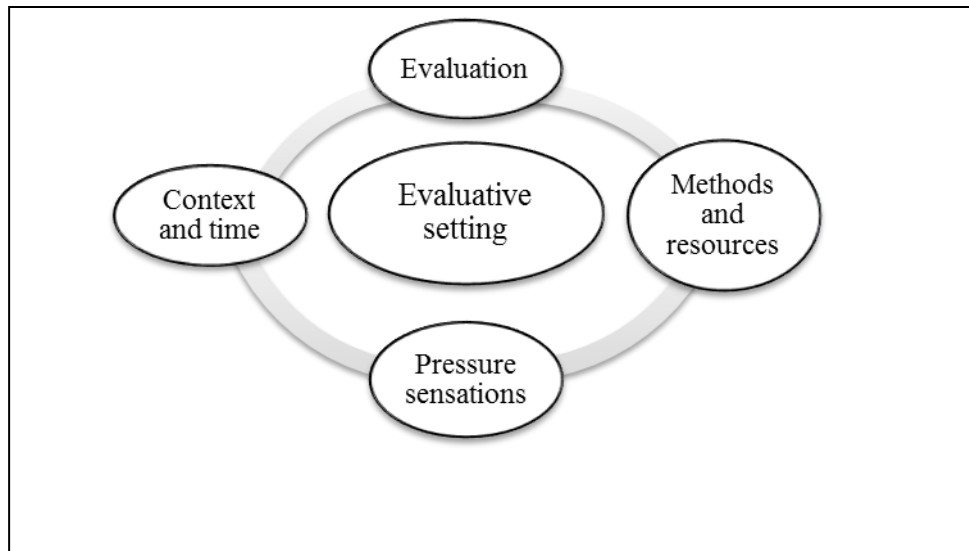 Evaluation
Context
and time
Evaluative
setting
Methods
and
resources
Pressure
sensations